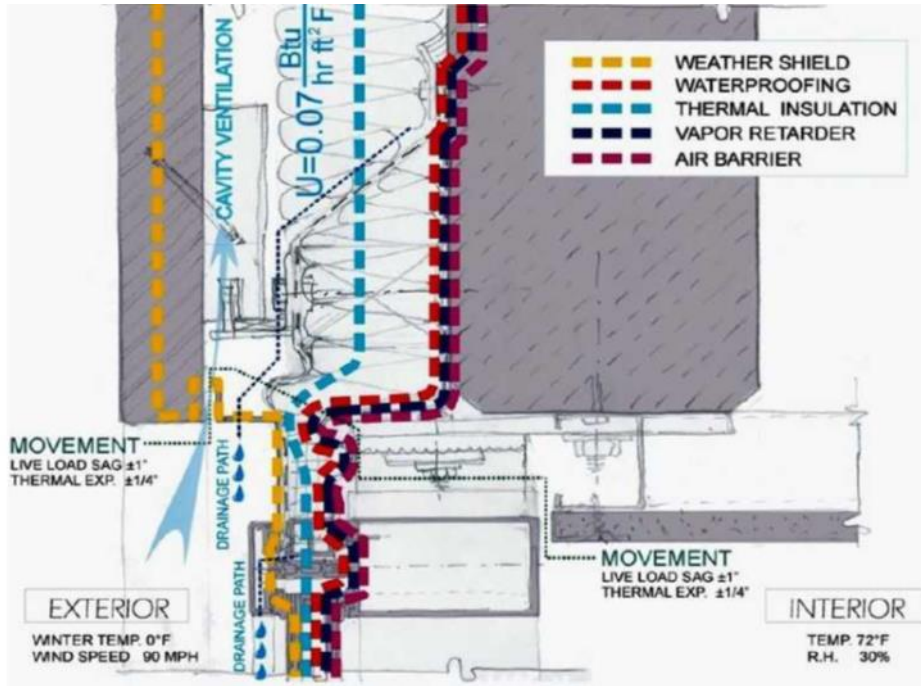 CAVITY VENTILATION
U=0.07 Btu
hr ft² F
WEATHER SHIELD
WATERPROOFING
THERMAL INSULATION
VAPOR RETARDER
AIR BARRIER
MOVEMENT
LIVE LOAD SAG ±1"
THERMAL EXP. ±1/4"
DRAINAGE PATH
DRAINAGE PATH
MOVEMENT
LIVE LOAD SAG ±1"
THERMAL EXP. ±1/4"
EXTERIOR
WINTER TEMP. 0°F
WIND SPEED 90 MPH
INTERIOR
TEMP. 72°F
R.H. 30%